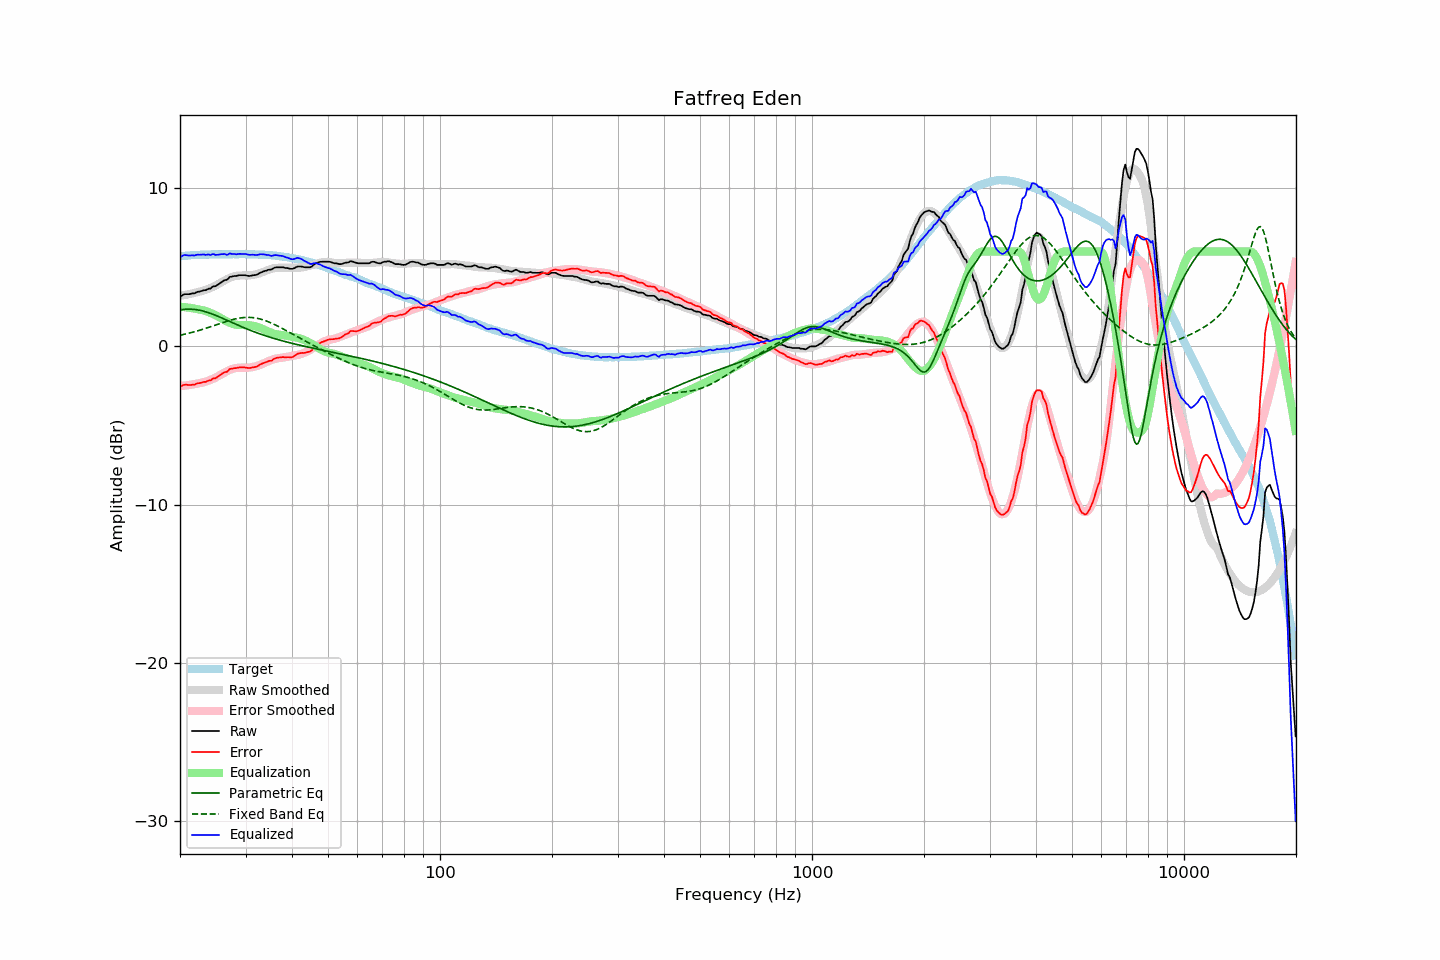 Fatfreq Eden
Amplitude (dBr)
10
0
−10
−20
−30
Target
Raw Smoothed
Error Smoothed
Raw
Error
Equalization
Parametric Eq
Fixed Band Eq
Equalized
100
1000
10000
Frequency (Hz)